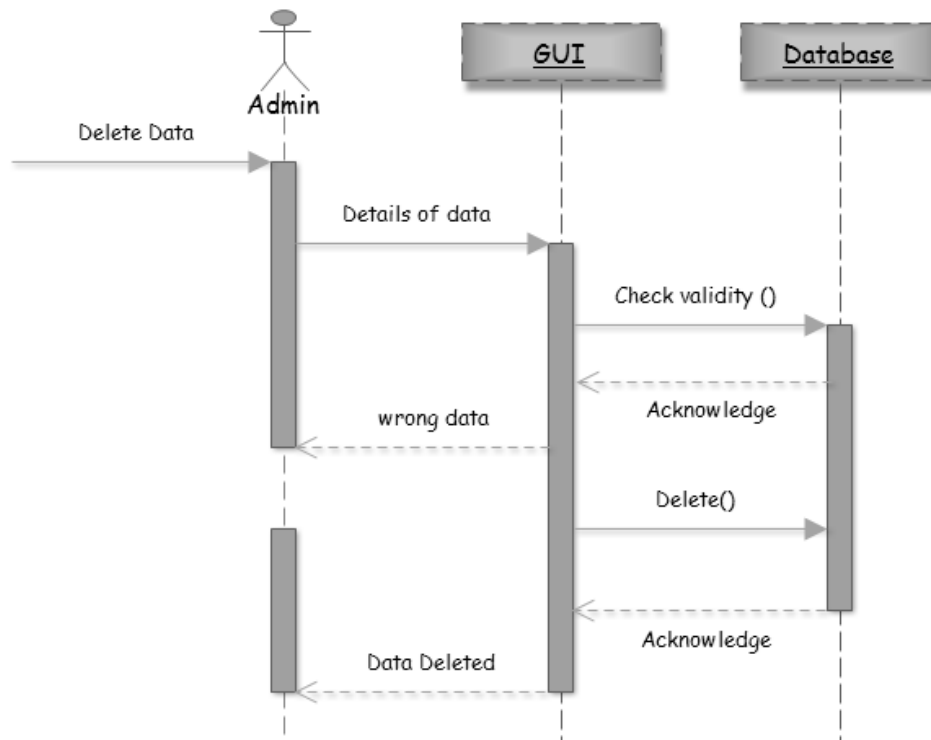 GUI
Database
Admin
Delete Data
Details of data
Check validity ()
Acknowledge
wrong data
Delete()
Acknowledge
Data Deleted